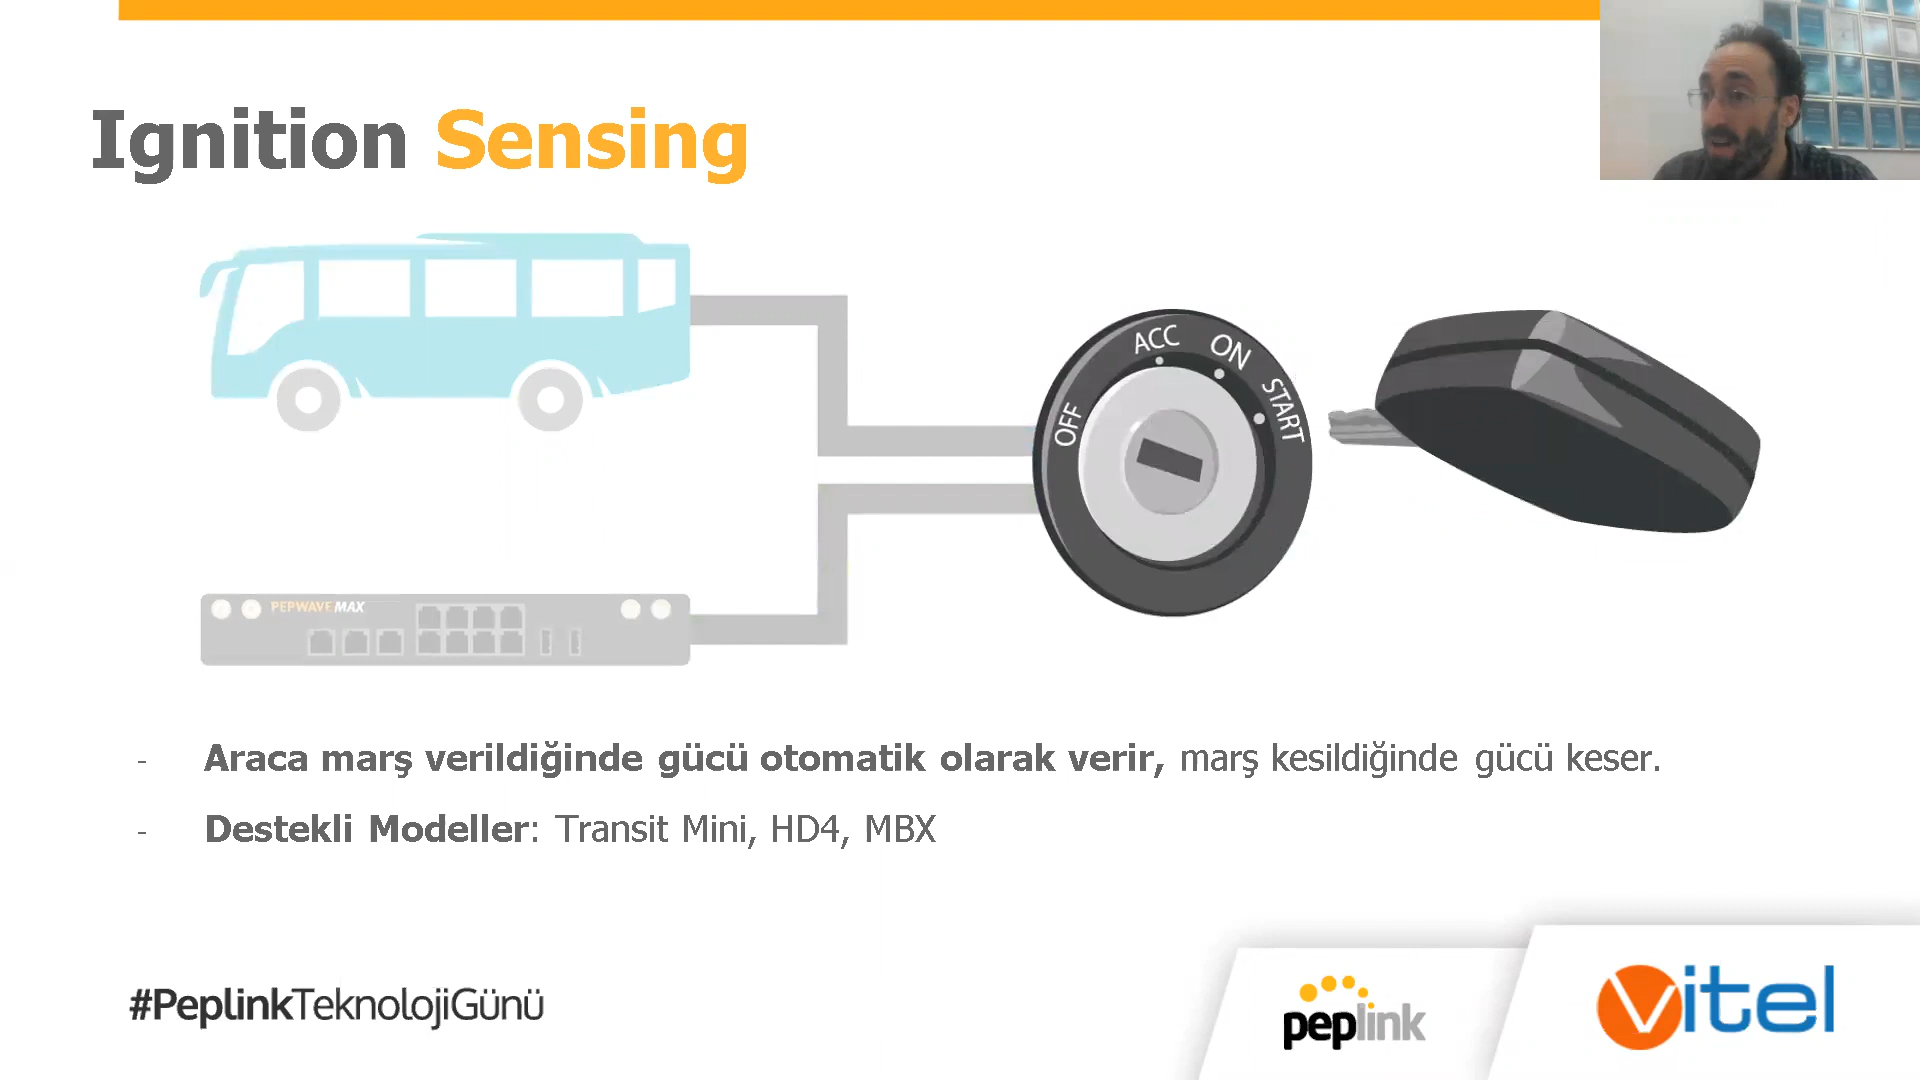 Ignition Sensing
ACC
ON
START
OFF
PEPWAVE MAX
- Araca marş verildiğinde gücü otomatik olarak verir, marş kesildiğinde gücü keser.
- Destekli Modeller: Transit Mini, HD4, MBX
#PeplinkTeknolojiGünü
peplink
vitel